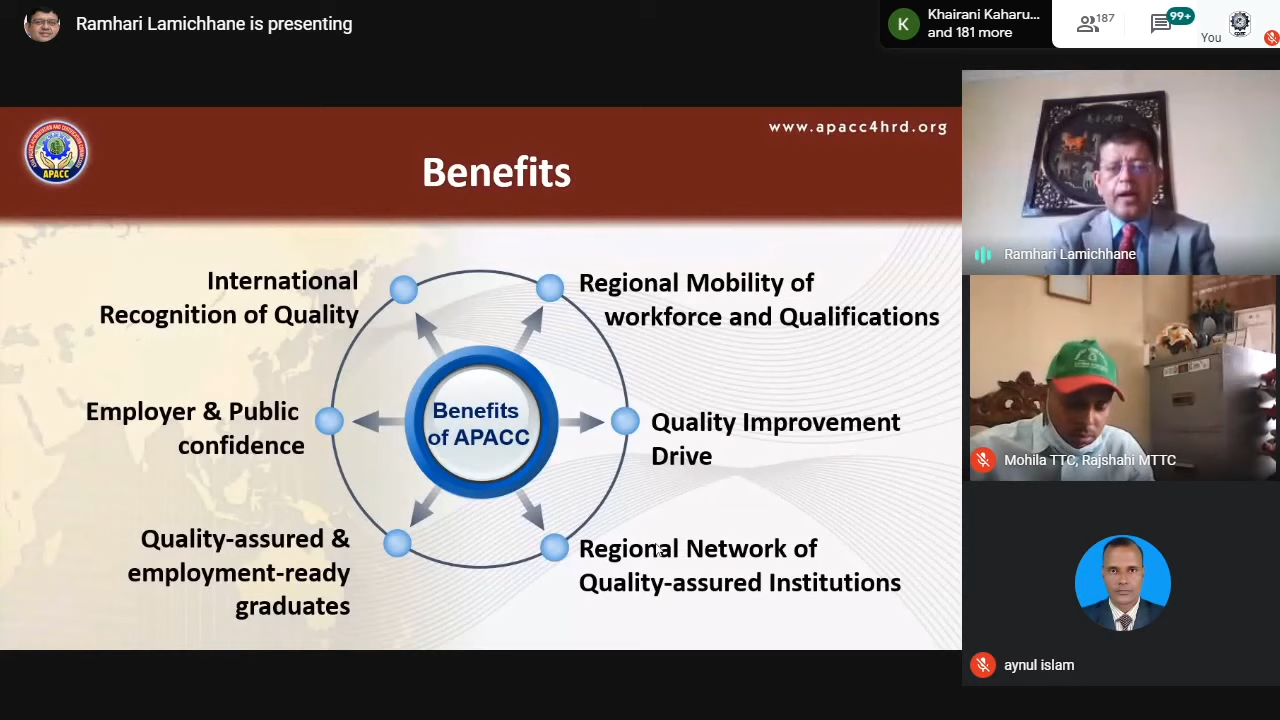 Ramhari Lamichhane is presenting
K
Khairani Kaharu...
and 181 more
187
99+
You
www.apacc4hrd.org
APACC
Benefits
International
Recognition of Quality
Regional Mobility of
workforce and Qualifications
Employer & Public
confidence
Benefits
of APACC
Quality Improvement
Drive
Quality-assured &
employment-ready
graduates
Regional Network of
Quality-assured Institutions
Ramhari Lamichhane
Mohila TTC, Rajshahi MTTC
aynul islam